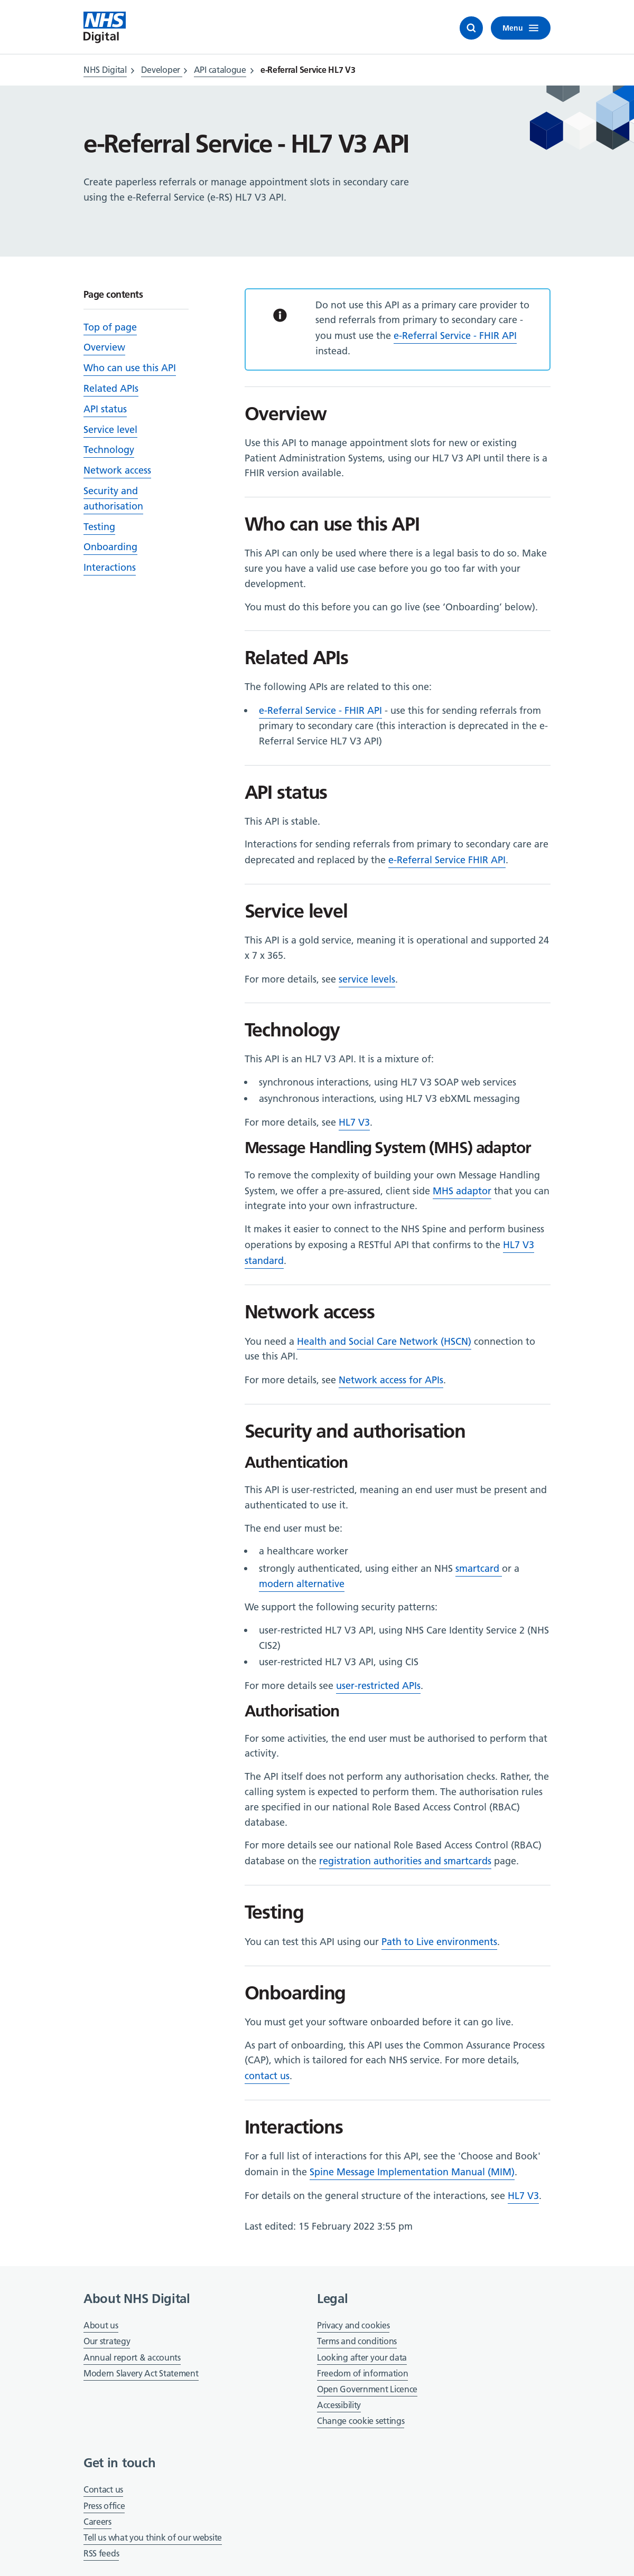 NHS
Digital
Menu
NHS Digital > Developer > API catalogue > e-Referral Service HL7 V3
e-Referral Service - HL7 V3 API
Create paperless referrals or manage appointment slots in secondary care
using the e-Referral Service (e-RS) HL7 V3 API.
Page contents
Top of page
Overview
Who can use this API
Related APIs
API status
Service level
Technology
Network access
Security and
authorisation
Testing
Onboarding
Interactions
Do not use this API as a primary care provider to
send referrals from primary to secondary care -
you must use the e-Referral Service - FHIR API
instead.
Overview
Use this API to manage appointment slots for new or existing
Patient Administration Systems, using our HL7 V3 API until there is a
FHIR version available.
Who can use this API
This API can only be used where there is a legal basis to do so. Make
sure you have a valid use case before you go too far with your
development.
You must do this before you can go live (see ‘Onboarding’ below).
Related APIs
The following APIs are related to this one:
• e-Referral Service - FHIR API - use this for sending referrals from
primary to secondary care (this interaction is deprecated in the e-
Referral Service HL7 V3 API)
API status
This API is stable.
Interactions for sending referrals from primary to secondary care are
deprecated and replaced by the e-Referral Service FHIR API.
Service level
This API is a gold service, meaning it is operational and supported 24
x 7 x 365.
For more details, see service levels.
Technology
This API is an HL7 V3 API. It is a mixture of:
• synchronous interactions, using HL7 V3 SOAP web services
• asynchronous interactions, using HL7 V3 ebXML messaging
For more details, see HL7 V3.
Message Handling System (MHS) adaptor
To remove the complexity of building your own Message Handling
System, we offer a pre-assured, client side MHS adaptor that you can
integrate into your own infrastructure.
It makes it easier to connect to the NHS Spine and perform business
operations by exposing a RESTful API that confirms to the HL7 V3
standard.
Network access
You need a Health and Social Care Network (HSCN) connection to
use this API.
For more details, see Network access for APIs.
Security and authorisation
Authentication
This API is user-restricted, meaning an end user must be present and
authenticated to use it.
The end user must be:
• a healthcare worker
• strongly authenticated, using either an NHS smartcard or a
modern alternative
We support the following security patterns:
• user-restricted HL7 V3 API, using NHS Care Identity Service 2 (NHS
CIS2)
• user-restricted HL7 V3 API, using CIS
For more details see user-restricted APIs.
Authorisation
For some activities, the end user must be authorised to perform that
activity.
The API itself does not perform any authorisation checks. Rather, the
calling system is expected to perform them. The authorisation rules
are specified in our national Role Based Access Control (RBAC)
database.
For more details see our national Role Based Access Control (RBAC)
database on the registration authorities and smartcards page.
Testing
You can test this API using our Path to Live environments.
Onboarding
You must get your software onboarded before it can go live.
As part of onboarding, this API uses the Common Assurance Process
(CAP), which is tailored for each NHS service. For more details,
contact us.
Interactions
For a full list of interactions for this API, see the 'Choose and Book'
domain in the Spine Message Implementation Manual (MIM).
For details on the general structure of the interactions, see HL7 V3.
Last edited: 15 February 2022 3:55 pm
About NHS Digital
About us
Our strategy
Annual report & accounts
Modern Slavery Act Statement
Legal
Privacy and cookies
Terms and conditions
Looking after your data
Freedom of information
Open Government Licence
Accessibility
Change cookie settings
Get in touch
Contact us
Press office
Careers
Tell us what you think of our website
RSS feeds